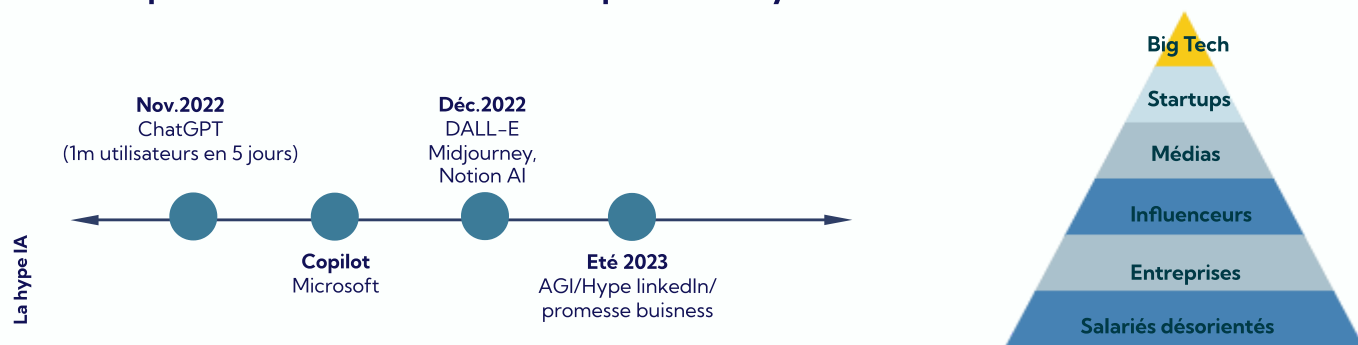 Nov.2022
ChatGPT
(1m utilisateurs en 5 jours)
Déc.2022
DALL-E
Midjourney,
Notion AI
Copilot
Microsoft
Eté 2023
AGI/Hype linkedIn/
promesse buisness
La hype IA
Big Tech
Startups
Médias
Influenceurs
Entreprises
Salariés désorientés